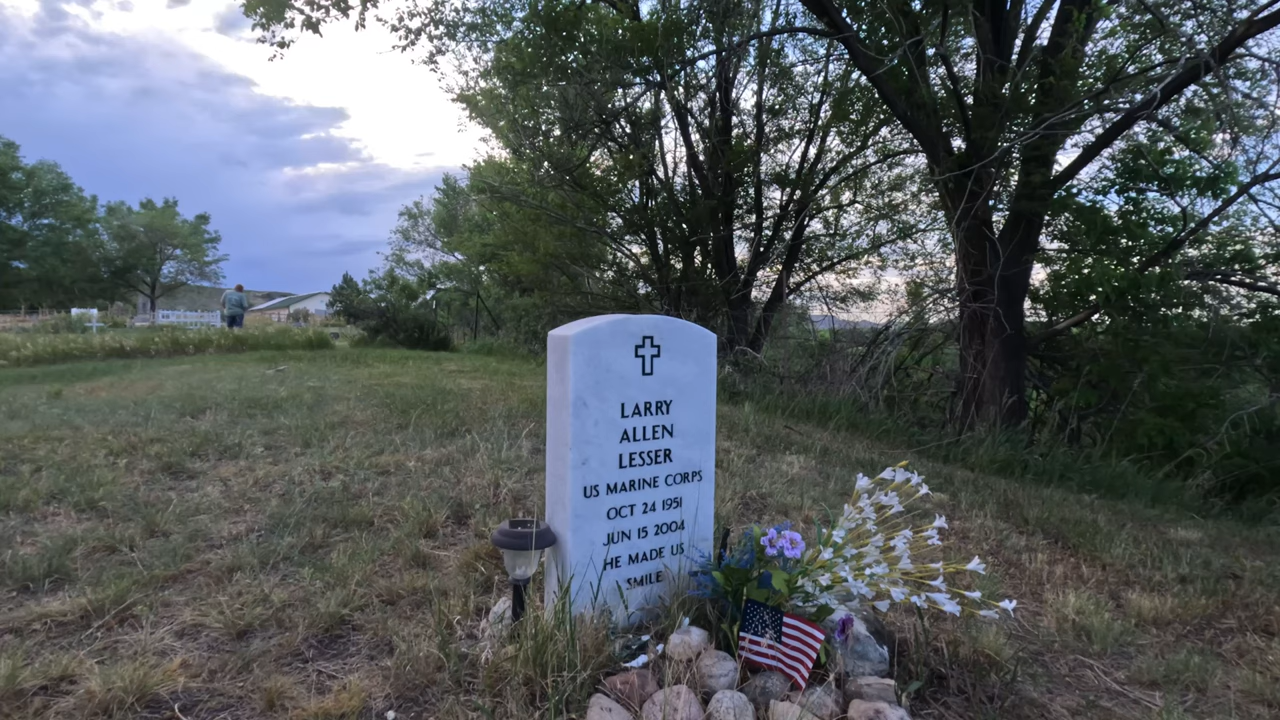 LARRY
ALLEN
LESSER
US MARINE CORPS
OCT 24 1951
JUN 15 2004
HE MADE US
SMILE